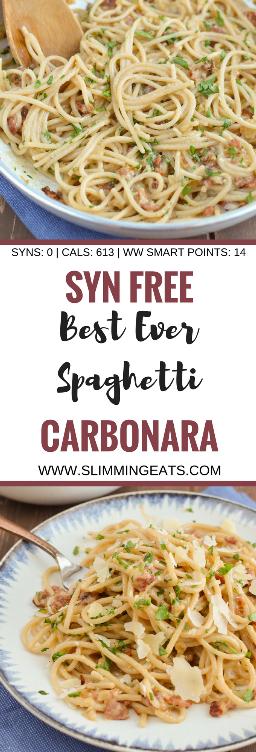 SYNS: 0 | CALS: 613 | WW SMART POINTS: 14
SYN FREE
Best Ever
Spaghetti
CARBONARA
WWW.SLIMMINGEATS.COM